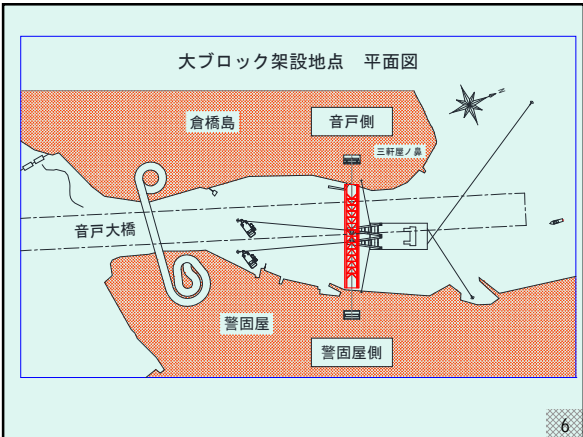 大ブロック架設地点　平面図
倉橋島
音戸側
三軒屋ノ鼻
音戸大橋
警固屋
警固屋側
6